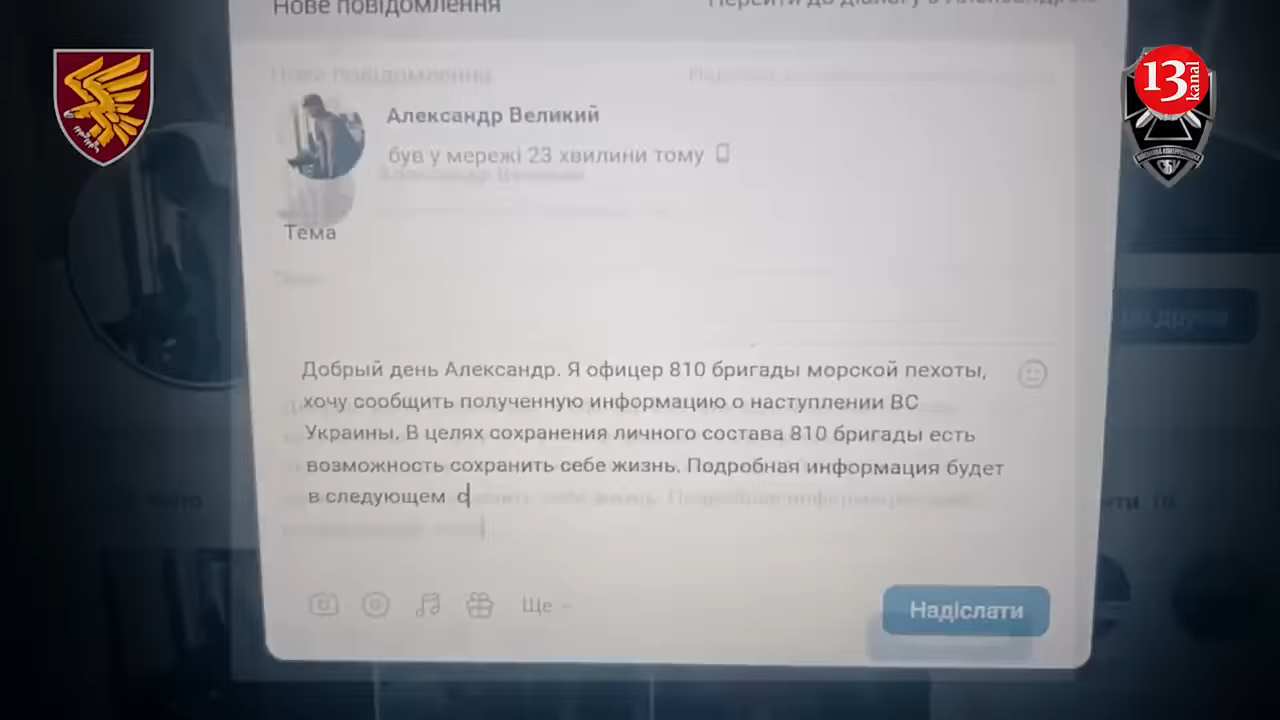 Нове повідомлення
Перейти до діалогу з Александром
13
kanal
Александр Великий
був у мережі 23 хвилини тому
Тема
Добрый день Александр. Я офицер 810 бригады морской пехоты,
хочу сообщить полученную информацию о наступлении ВС
Украины. В целях сохранения личного состава 810 бригады есть
возможность сохранить себе жизнь. Подробная информация будет
в следующем с
Ще
Надіслати